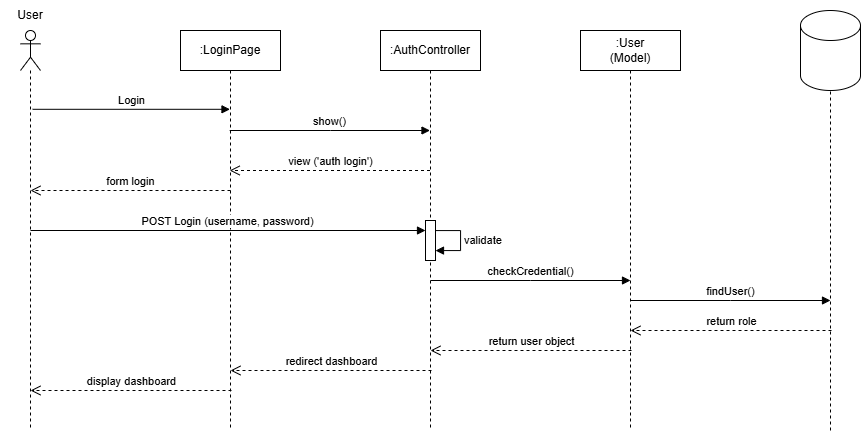 User
:LoginPage
:AuthController
:User
(Model)
Login
show()
view ('auth login')
form login
POST Login (username, password)
validate
checkCredential()
findUser()
return role
return user object
redirect dashboard
display dashboard